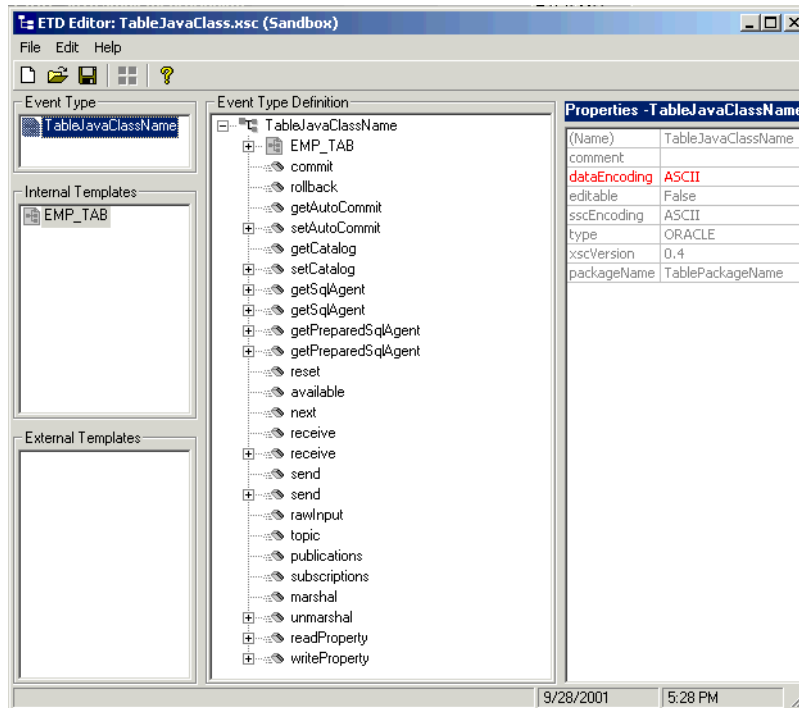 ETD Editor: TableJavaClass.xsc (Sandbox)
File Edit Help
Event Type
TableJavaClassName
Internal Templates
EMP_TAB
External Templates
Event Type Definition
TableJavaClassName
EMP_TAB
commit
rollback
getAutoCommit
setAutoCommit
getCatalog
setCatalog
getSqlAgent
getSqlAgent
getPreparedSqlAgent
getPreparedSqlAgent
reset
available
next
receive
receive
send
send
rawInput
topic
publications
subscriptions
marshal
unmarshal
readProperty
writeProperty
Properties -TableJavaClassName
(Name) TableJavaClassName
comment
dataEncoding ASCII
editable False
sscEncoding ASCII
type ORACLE
xscVersion 0.4
packageName TablePackageName
9/28/2001 5:28 PM